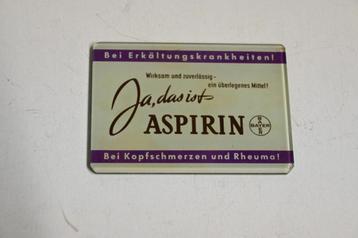 Bei Erkältungskrankheiten!
Wirksam und zuverlässig -
ein überlegenes Mittel!
Ja, das ist
ASPIRIN
BAYER
Bei Kopfschmerzen und Rheuma!